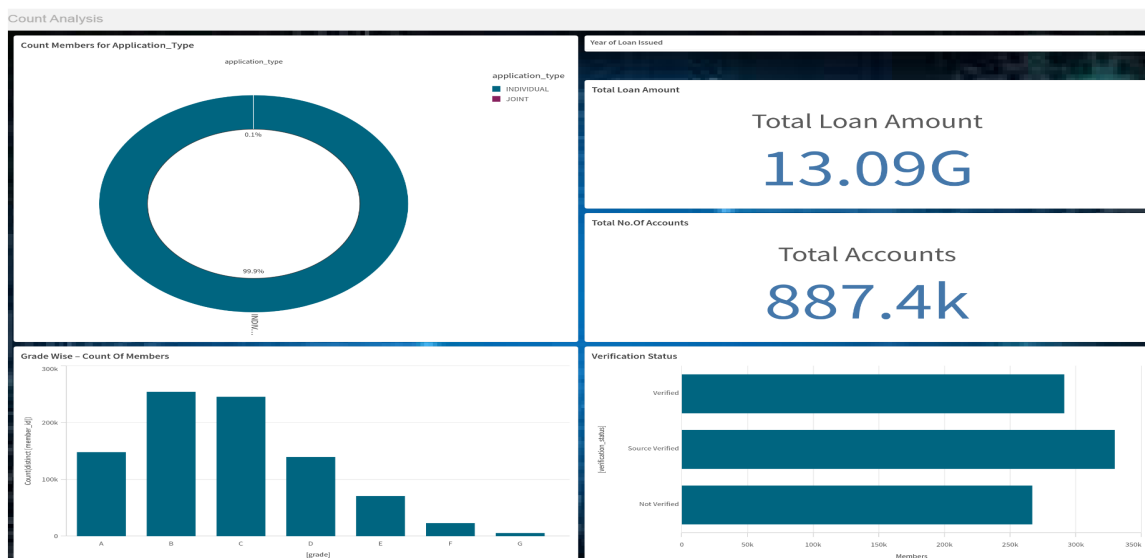 Count Analysis
Count Members for Application_Type
application_type
application_type
INDIVIDUAL
JOINT
0.1%
99.9%
INDIV...
Year of Loan Issued
Total Loan Amount
Total Loan Amount
13.09G
Total No.Of Accounts
Total Accounts
887.4k
Grade Wise – Count Of Members
Count(distinct [member_id])
300k
200k
100k
0
A B C D E F G
[grade]
Verification Status
[verification_status]
Verified
Source Verified
Not Verified
0 50k 100k 150k 200k 250k 300k 350k
Members